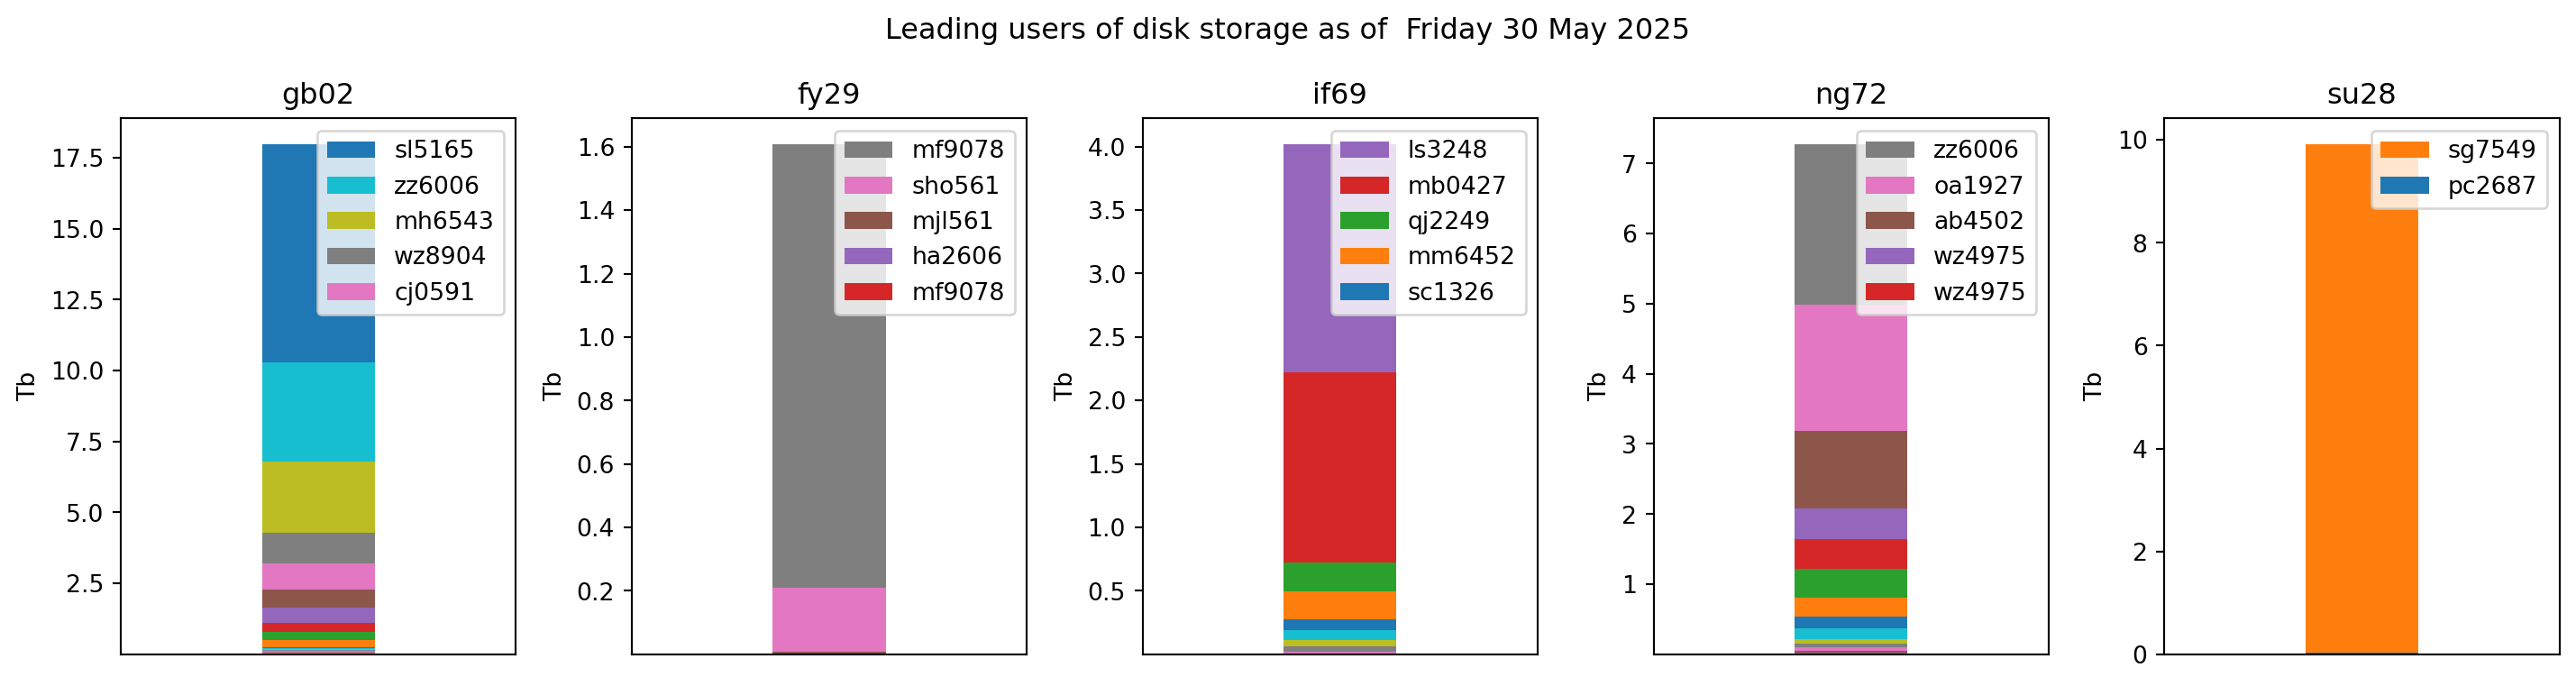 Leading users of disk storage as of  Friday 30 May 2025
gb02
Tb
17.5
15.0
12.5
10.0
7.5
5.0
2.5
sl5165
zz6006
mh6543
wz8904
cj0591
fy29
Tb
1.6
1.4
1.2
1.0
0.8
0.6
0.4
0.2
mf9078
sho561
mjl561
ha2606
mf9078
if69
Tb
4.0
3.5
3.0
2.5
2.0
1.5
1.0
0.5
ls3248
mb0427
qj2249
mm6452
sc1326
ng72
Tb
7
6
5
4
3
2
1
zz6006
oa1927
ab4502
wz4975
wz4975
su28
Tb
10
8
6
4
2
0
sg7549
pc2687